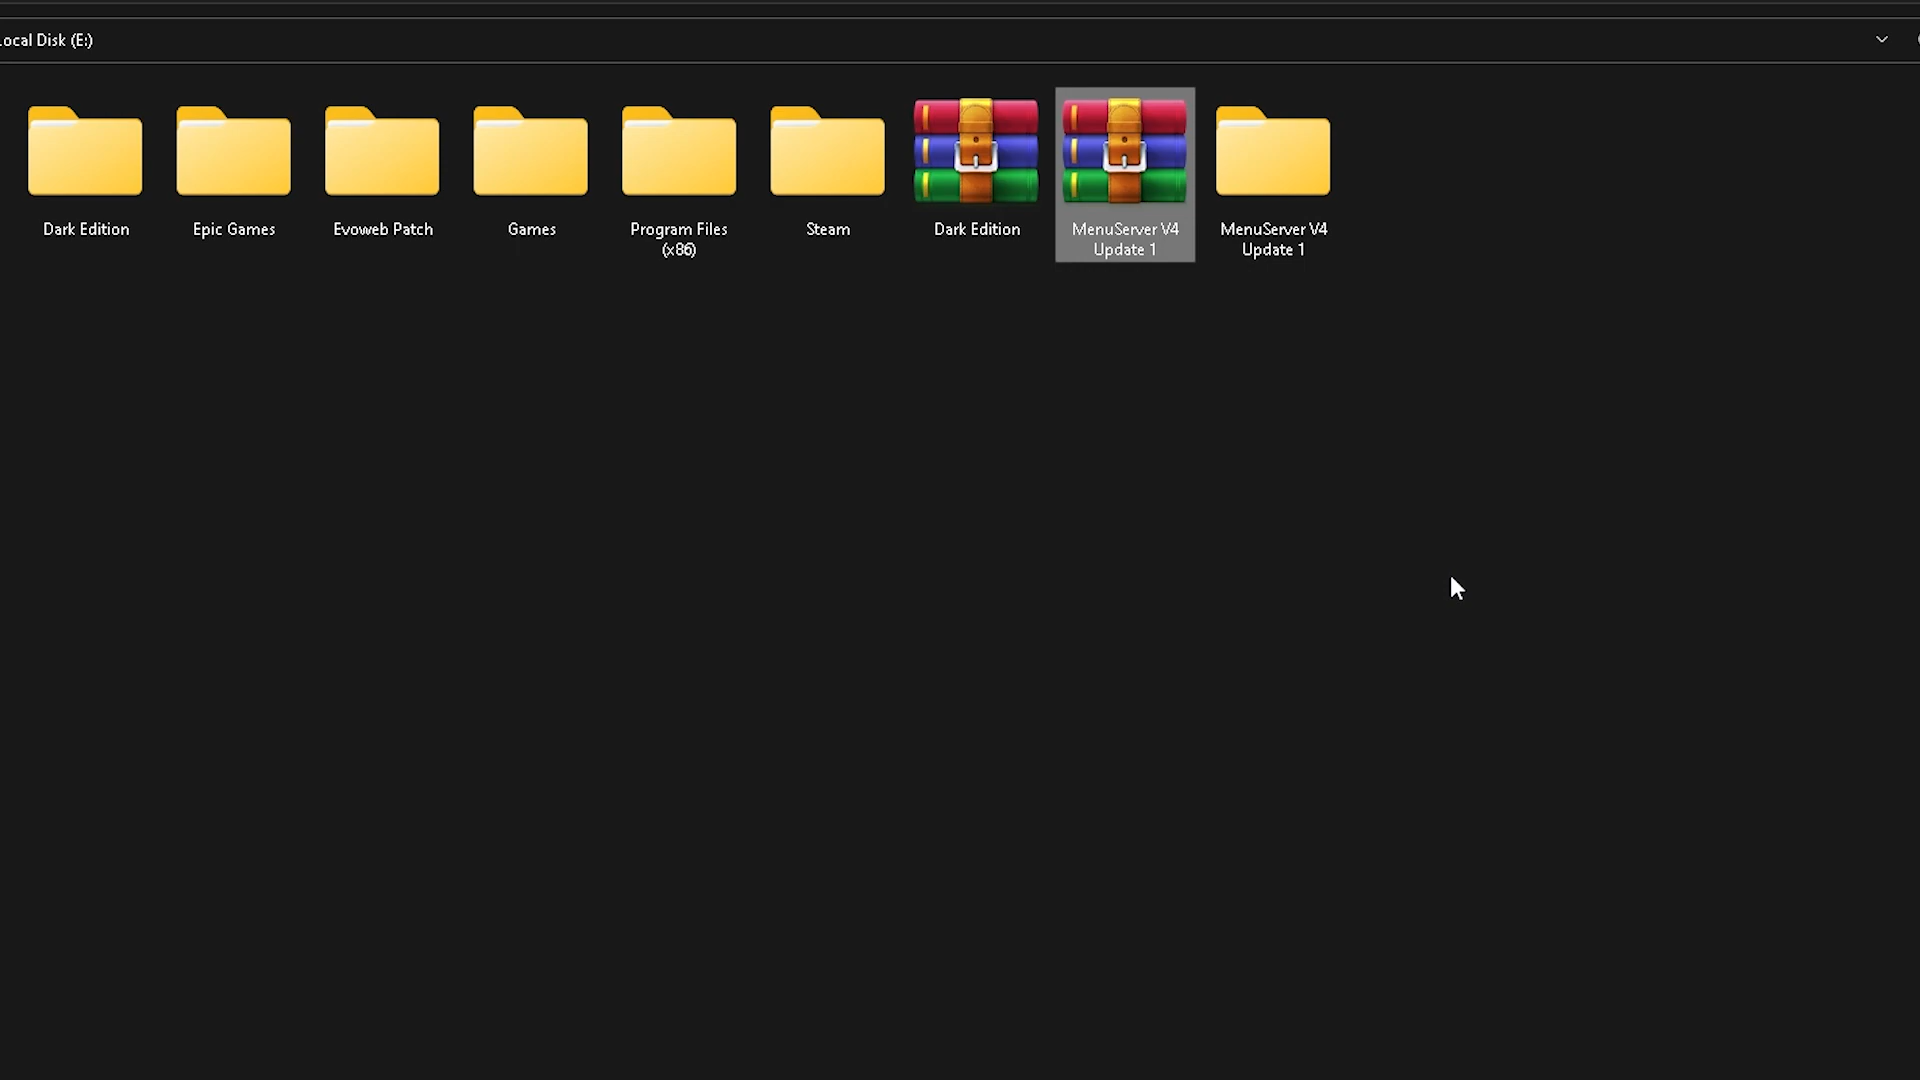 Local Disk (E:)
Dark Edition
Epic Games
Evoweb Patch
Games
Program Files
(x86)
Steam
Dark Edition
MenuServer V4
Update 1
MenuServer V4
Update 1